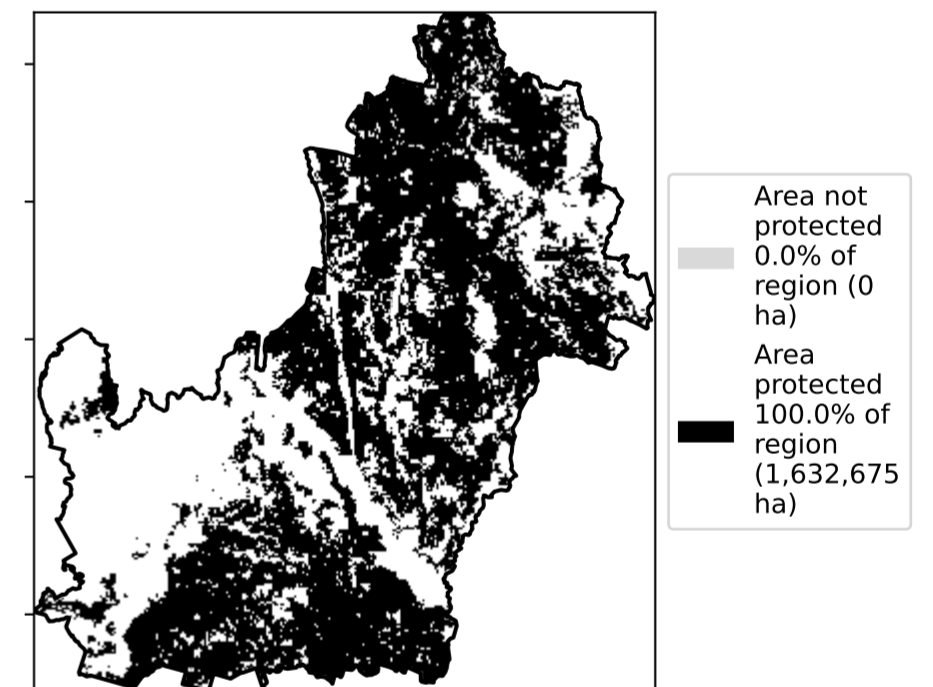 Area not
protected
0.0% of
region (0
ha)
Area
protected
100.0% of
region
(1,632,675
ha)